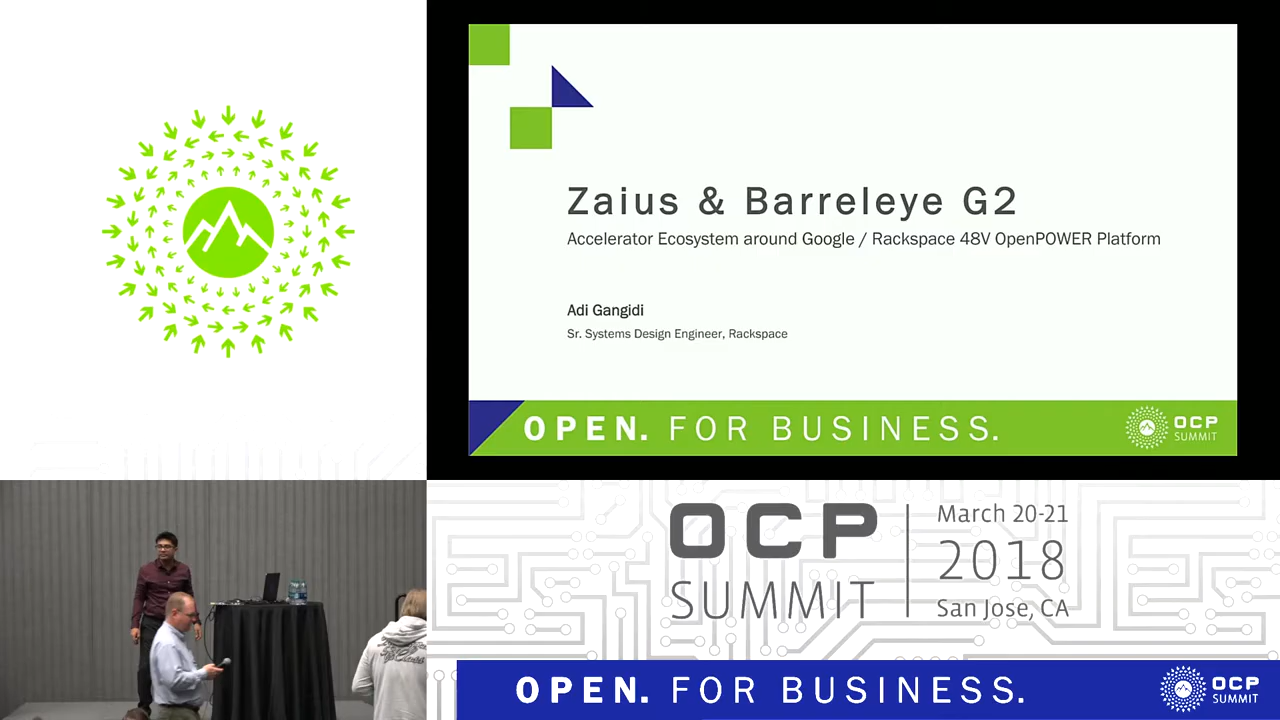 Zaius & Barreleye G2
Accelerator Ecosystem around Google / Rackspace 48V OpenPOWER Platform
Adi Gangidi
Sr. Systems Design Engineer, Rackspace
OPEN. FOR BUSINESS.
OCP
SUMMIT
OCP
SUMMIT
March 20-21
2018
San Jose, CA
OPEN. FOR BUSINESS.
OCP
SUMMIT